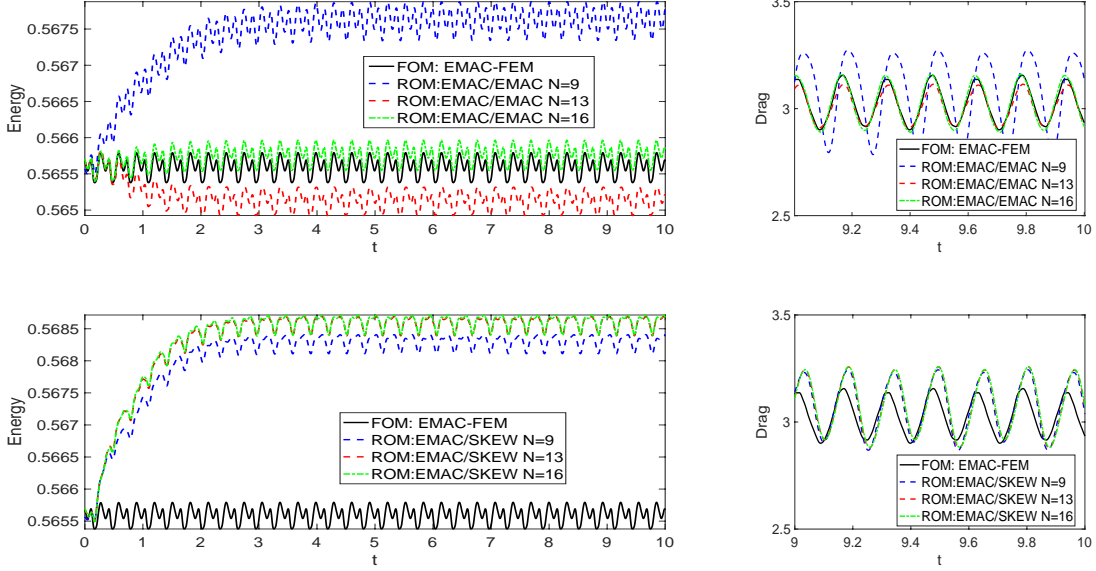 0.5675
0.567
0.5665
0.566
0.5655
0.565
Energy
FOM: EMAC-FEM
ROM:EMAC/EMAC N=9
ROM:EMAC/EMAC N=13
ROM:EMAC/EMAC N=16
0 1 2 3 4 5 6 7 8 9 10
t
3.5
3
2.5
Drag
FOM: EMAC-FEM
ROM:EMAC/EMAC N=9
ROM:EMAC/EMAC N=13
ROM:EMAC/EMAC N=16
9.2 9.4 9.6 9.8 10
t
0.5685
0.568
0.5675
0.567
0.5665
0.566
0.5655
Energy
FOM: EMAC-FEM
ROM:EMAC/SKEW N=9
ROM:EMAC/SKEW N=13
ROM:EMAC/SKEW N=16
0 1 2 3 4 5 6 7 8 9 10
t
3.5
3
2.5
Drag
FOM: EMAC-FEM
ROM:EMAC/SKEW N=9
ROM:EMAC/SKEW N=13
ROM:EMAC/SKEW N=16
9 9.2 9.4 9.6 9.8 10
t